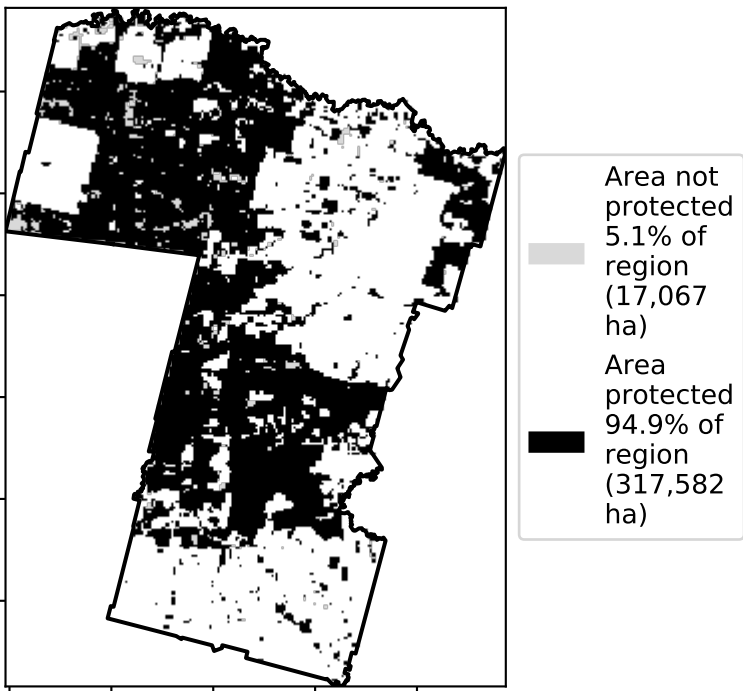 Area not
protected
5.1% of
region
(17,067
ha)
Area
protected
94.9% of
region
(317,582
ha)